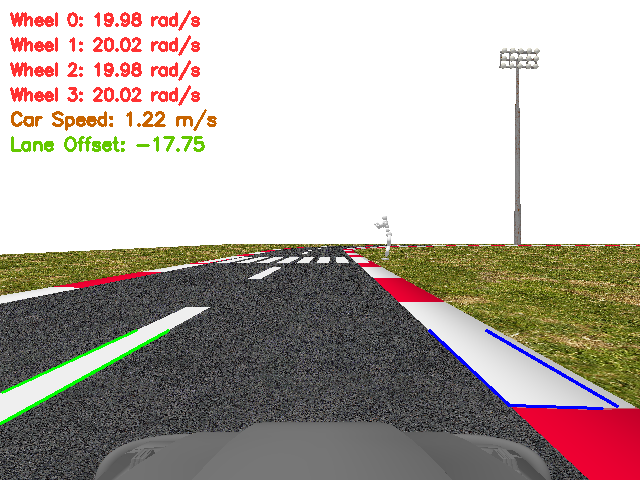 Wheel 0: 19.98 rad/s
Wheel 1: 20.02 rad/s
Wheel 2: 19.98 rad/s
Wheel 3: 20.02 rad/s
Car Speed: 1.22 m/s
Lane Offset: -17.75